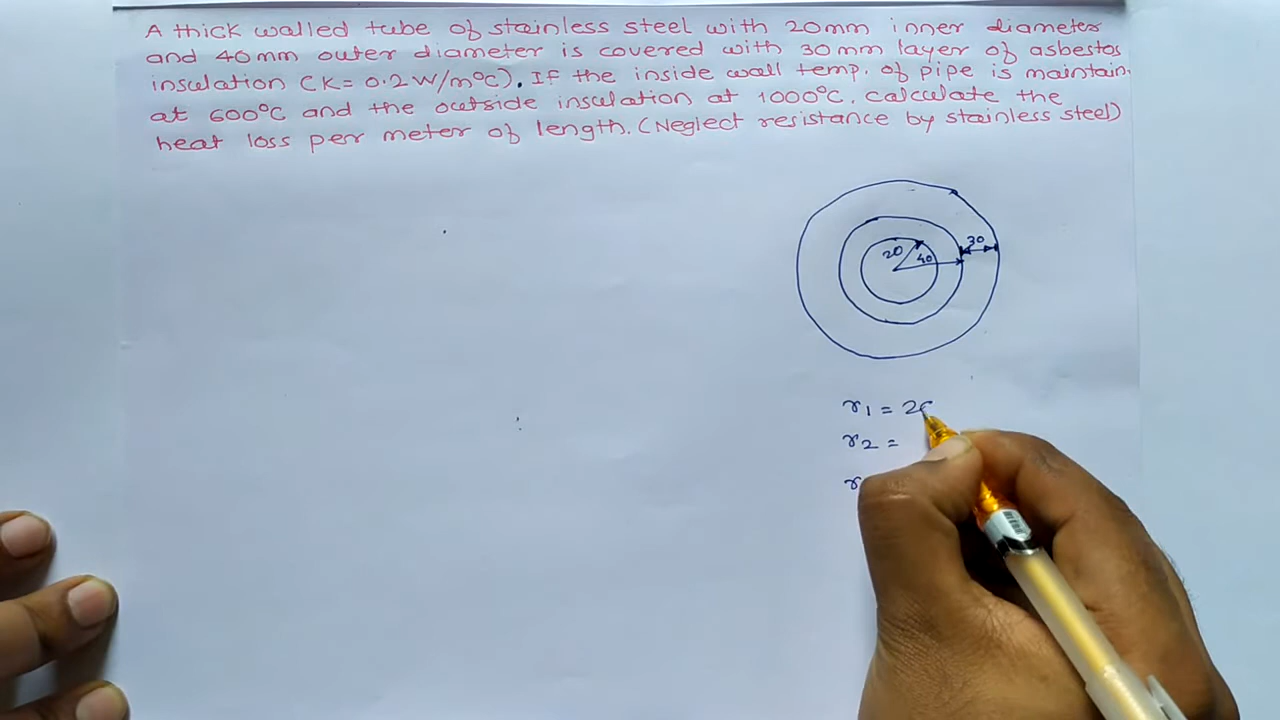 A thick walled tube of stainless steel with 20mm inner diameter
and 40mm outer diameter is covered with 30mm layer of asbestos
insulation (K= 0.2 W/m°C). If the inside wall temp. of pipe is maintain.
at 600°C and the outside insulation at 1000°C. Calculate the
heat loss per meter of length. (Neglect resistance by stainless steel)
30
20
40
r1 = 20
r2 =
r